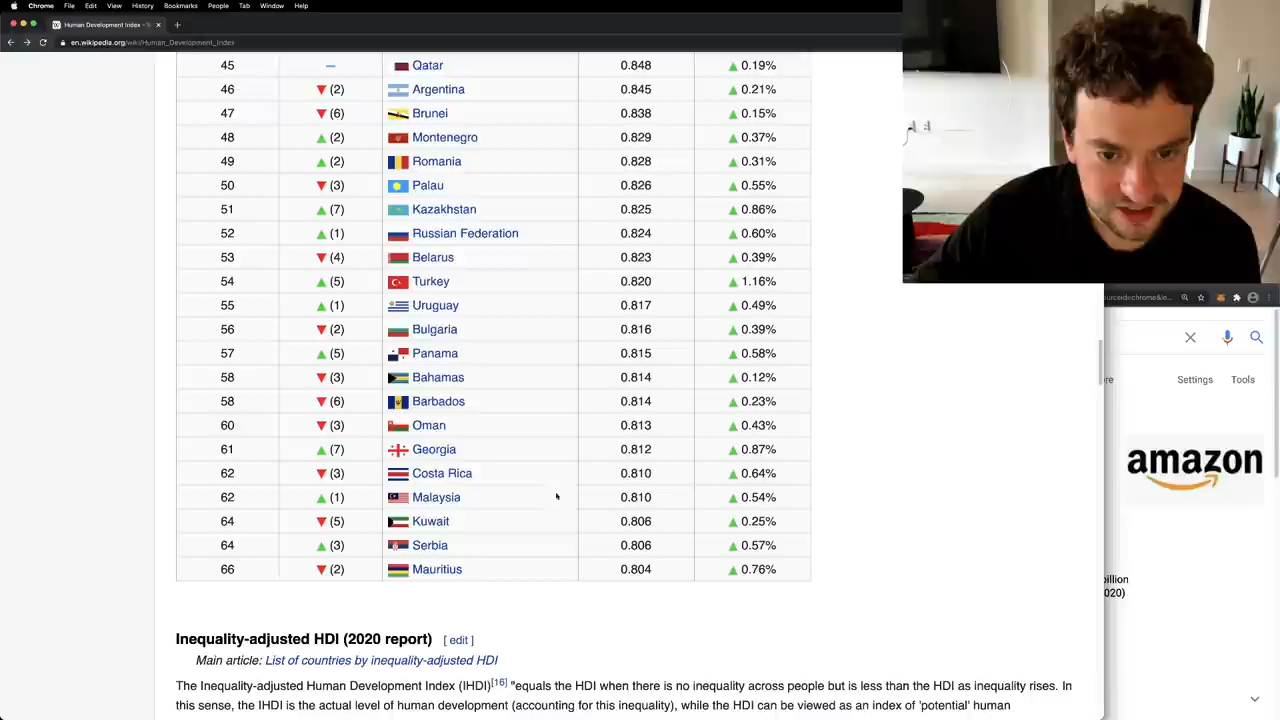 Chrome File Edit View History Bookmarks People Tab Window Help
Human Development Index -
en.wikipedia.org/wiki/Human_Development_Index
45 – Qatar 0.848 ▲ 0.19%
46 ▼ (2) Argentina 0.845 ▲ 0.21%
47 ▼ (6) Brunei 0.838 ▲ 0.15%
48 ▲ (2) Montenegro 0.829 ▲ 0.37%
49 ▲ (2) Romania 0.828 ▲ 0.31%
50 ▼ (3) Palau 0.826 ▲ 0.55%
51 ▲ (7) Kazakhstan 0.825 ▲ 0.86%
52 ▲ (1) Russian Federation 0.824 ▲ 0.60%
53 ▼ (4) Belarus 0.823 ▲ 0.39%
54 ▲ (5) Turkey 0.820 ▲ 1.16%
55 ▲ (1) Uruguay 0.817 ▲ 0.49%
56 ▼ (2) Bulgaria 0.816 ▲ 0.39%
57 ▲ (5) Panama 0.815 ▲ 0.58%
58 ▼ (3) Bahamas 0.814 ▲ 0.12%
58 ▼ (6) Barbados 0.814 ▲ 0.23%
60 ▼ (3) Oman 0.813 ▲ 0.43%
61 ▲ (7) Georgia 0.812 ▲ 0.87%
62 ▼ (3) Costa Rica 0.810 ▲ 0.64%
62 ▲ (1) Malaysia 0.810 ▲ 0.54%
64 ▼ (5) Kuwait 0.806 ▲ 0.25%
64 ▲ (3) Serbia 0.806 ▲ 0.57%
66 ▼ (2) Mauritius 0.804 ▲ 0.76%
Inequality-adjusted HDI (2020 report) [ edit ]
Main article: List of countries by inequality-adjusted HDI
The Inequality-adjusted Human Development Index (IHDI)[16] "equals the HDI when there is no inequality across people but is less than the HDI as inequality rises. In
this sense, the IHDI is the actual level of human development (accounting for this inequality), while the HDI can be viewed as an index of 'potential' human
Settings Tools
amazon